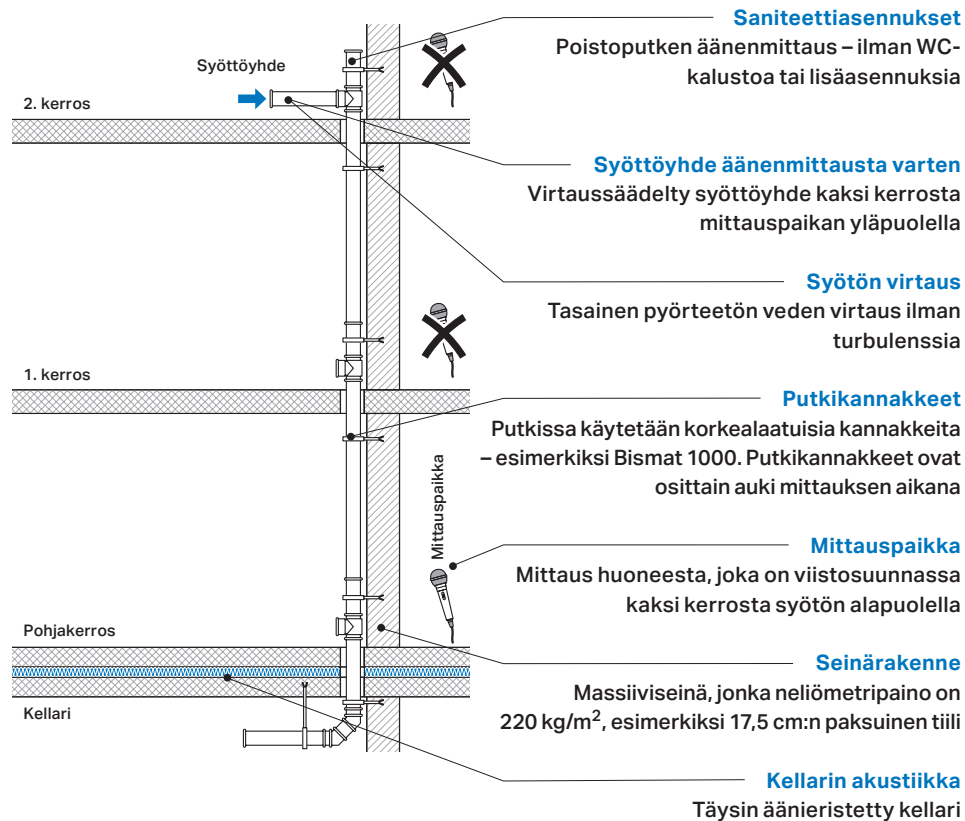 Saniteettiasennukset
Poistoputken äänenmittaus – ilman WC-
kalustoa tai lisäasennuksia
Syöttöyhde
2. kerros
Syöttöyhde äänenmittausta varten
Virtaussäädelty syöttöyhde kaksi kerrosta
mittauspaikan yläpuolella
Syötön virtaus
Tasainen pyörteetön veden virtaus ilman
turbulenssia
1. kerros
Putkikannakkeet
Putkissa käytetään korkealaatuisia kannakkeita
– esimerkiksi Bismat 1000. Putkikannakkeet ovat
osittain auki mittauksen aikana
Mittauspaikka
Mittauspaikka
Mittaus huoneesta, joka on viistosuunnassa
kaksi kerrosta syötön alapuolella
Pohjakerros
Seinärakenne
Massiiviseinä, jonka neliömetripaino on
220 kg/m², esimerkiksi 17,5 cm:n paksuinen tiili
Kellari
Kellarin akustiikka
Täysin äänieristetty kellari